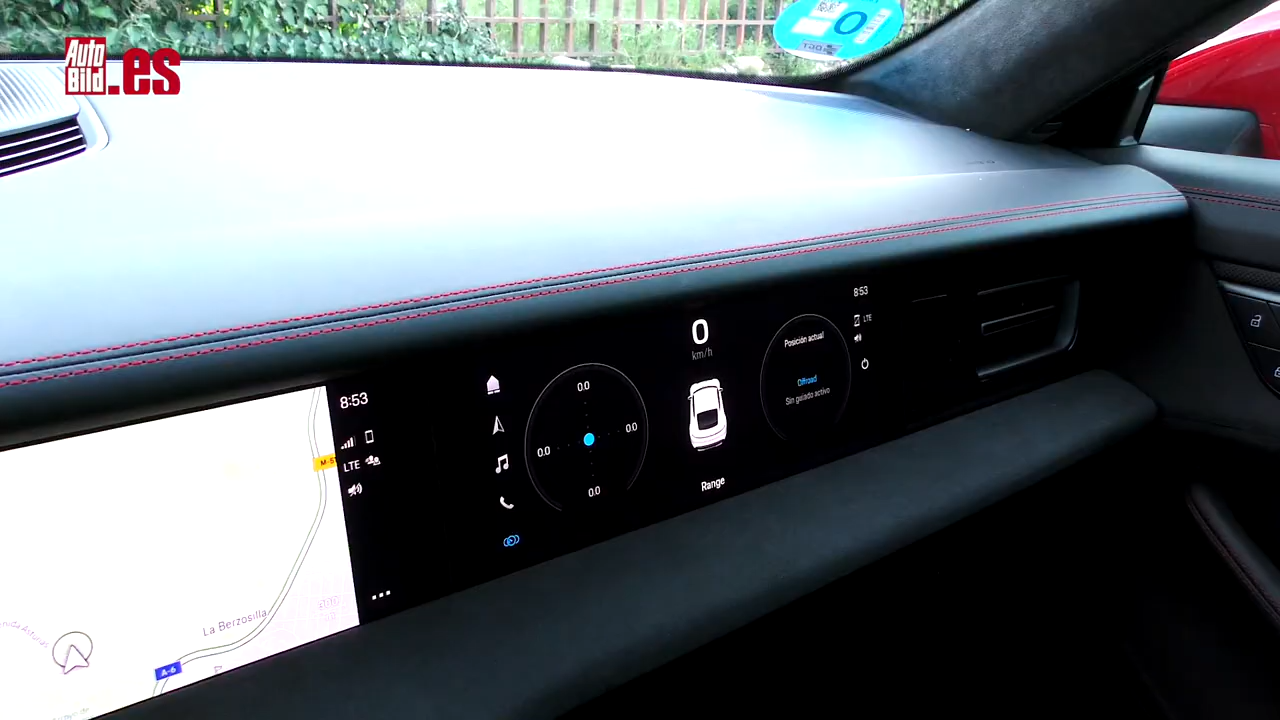 Auto
Bild.es
0
8:53
LTE
La Berzosilla
A-6
0.0
0.0
0.0
0.0
0
km/h
Range
Posición actual
Offroad
Sin guiado activo
8:53
LTE